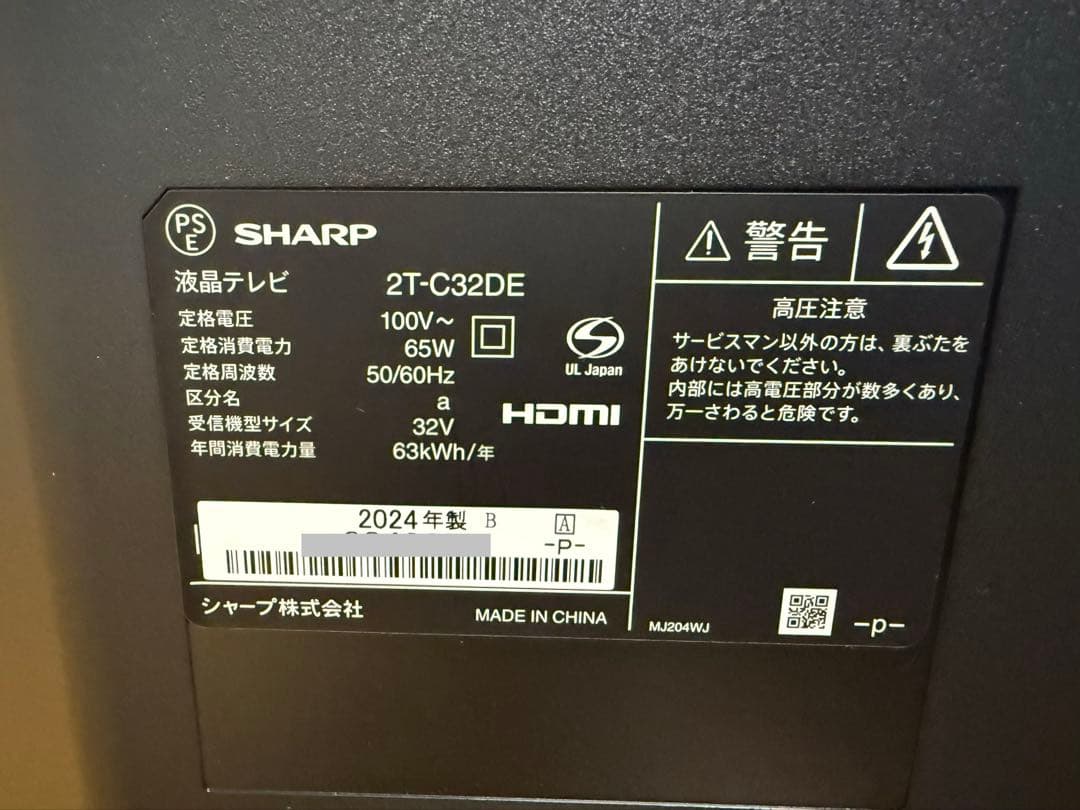 PSE SHARP
液晶テレビ 2T-C32DE
定格電圧 100V～
定格消費電力 65W
定格周波数 50/60Hz
区分名 a
受信機型サイズ 32V
年間消費電力量 63kWh/年
UL Japan
HDMI
2024年製 B A
-P-
シャープ株式会社 MADE IN CHINA
警告
高圧注意
サービスマン以外の方は、裏ぶたを
あけないでください。
内部には高電圧部分が数多くあり、
万一さわると危険です。
MJ204WJ -p-